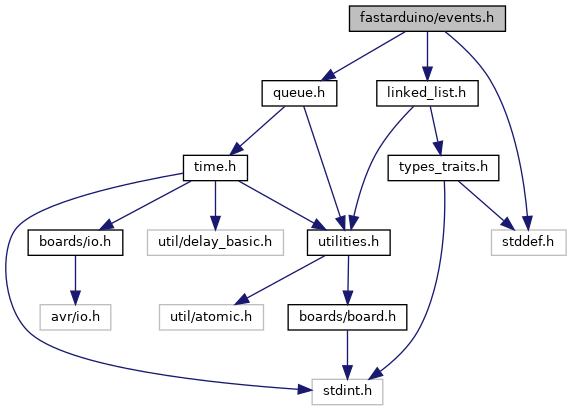 fastarduino/events.h
queue.h
linked_list.h
time.h
types_traits.h
boards/io.h
util/delay_basic.h
utilities.h
stddef.h
avr/io.h
util/atomic.h
boards/board.h
stdint.h